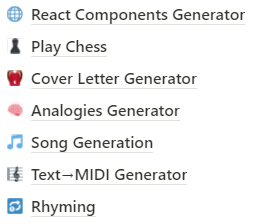 React Components Generator
Play Chess
Cover Letter Generator
Analogies Generator
Song Generation
Text→MIDI Generator
Rhyming